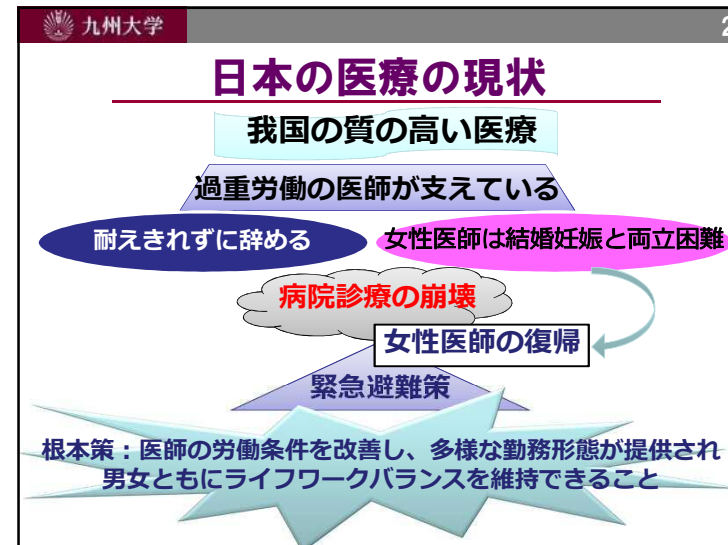 九州大学
2
日本の医療の現状
我国の質の高い医療
過重労働の医師が支えている
耐えきれずに辞める
女性医師は結婚妊娠と両立困難
病院診療の崩壊
女性医師の復帰
緊急避難策
根本策：医師の労働条件を改善し、多様な勤務形態が提供され
男女ともにライフワークバランスを維持できること